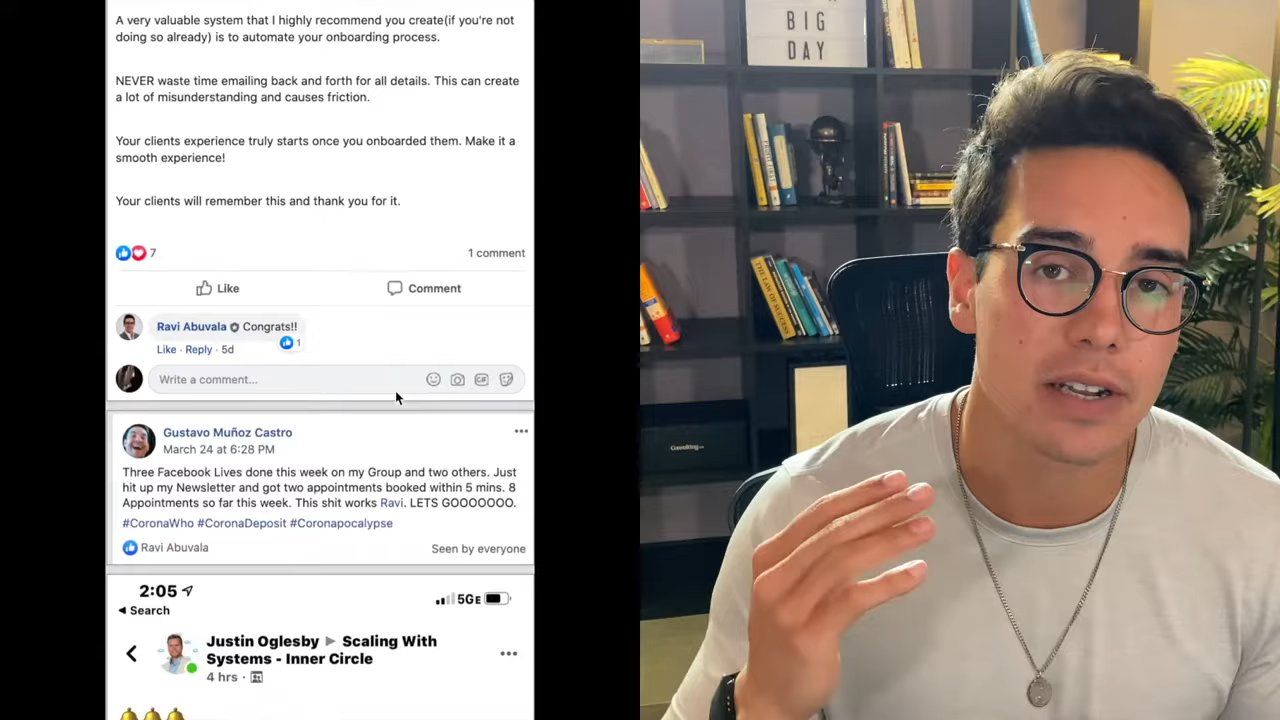 A very valuable system that I highly recommend you create(if you're not
doing so already) is to automate your onboarding process.
NEVER waste time emailing back and forth for all details. This can create
a lot of misunderstanding and causes friction.
Your clients experience truly starts once you onboarded them. Make it a
smooth experience!
Your clients will remember this and thank you for it.
7
1 comment
Like
Comment
Ravi Abuvala Congrats!!
1
Like · Reply · 5d
Write a comment...
GIF
Gustavo Muñoz Castro
March 24 at 6:28 PM
Three Facebook Lives done this week on my Group and two others. Just
hit up my Newsletter and got two appointments booked within 5 mins. 8
Appointments so far this week. This shit works Ravi. LETS GOOOOOOO.
#CoronaWho #CoronaDeposit #Coronapocalypse
Ravi Abuvala
Seen by everyone
2:05
5GE
Search
Justin Oglesby ▶ Scaling With
Systems - Inner Circle
4 hrs ·
BIG
DAY
THE LAW OF SUCCESS